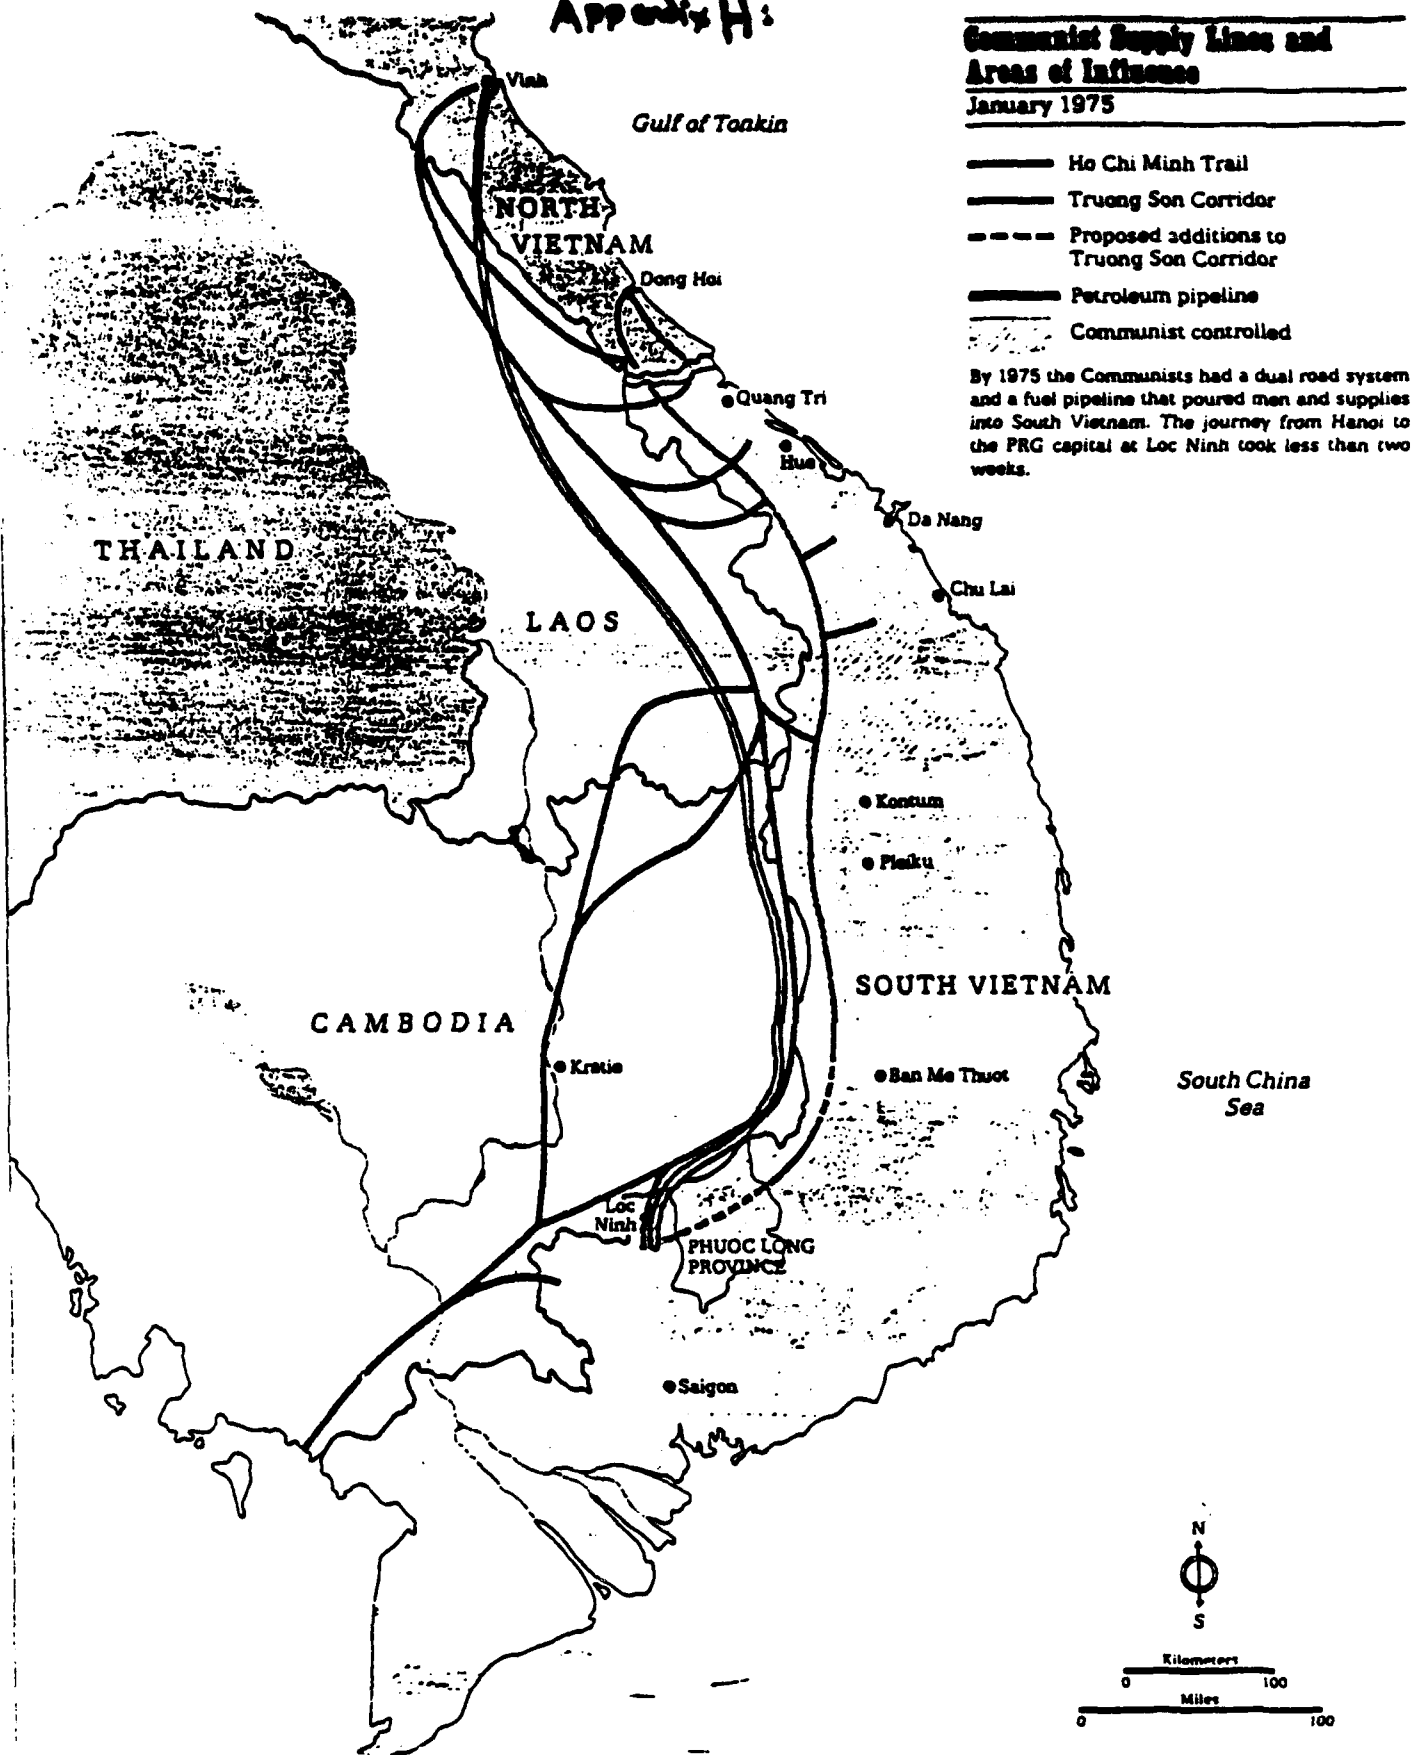 Appendix H:
Communist Supply Lines and
Areas of Influence
January 1975
Ho Chi Minh Trail
Truong Son Corridor
Proposed additions to
Truong Son Corridor
Petroleum pipeline
Communist controlled
By 1975 the Communists had a dual road system
and a fuel pipeline that poured men and supplies
into South Vietnam. The journey from Hanoi to
the PRG capital at Loc Ninh took less than two
weeks.
Vinh
Gulf of Tonkin
NORTH
VIETNAM
Dong Hoi
Quang Tri
Hue
Da Nang
THAILAND
Chu Lai
LAOS
Kontum
Pleiku
SOUTH VIETNAM
CAMBODIA
Kratie
Ban Me Thuot
South China
Sea
Loc
Ninh
PHUOC LONG
PROVINCE
Saigon
N
S
Kilometers
0 100
Miles
0 100